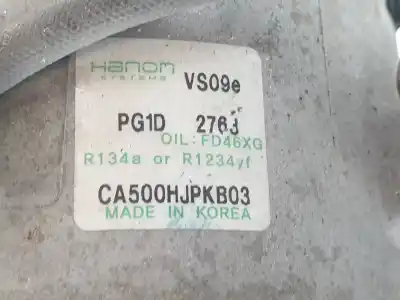 Hanon
SYSTEMS
VS09e
PG1D 2763
OIL: FD46XG
R134a or R1234yf
CA500HJPKB03
MADE IN KOREA